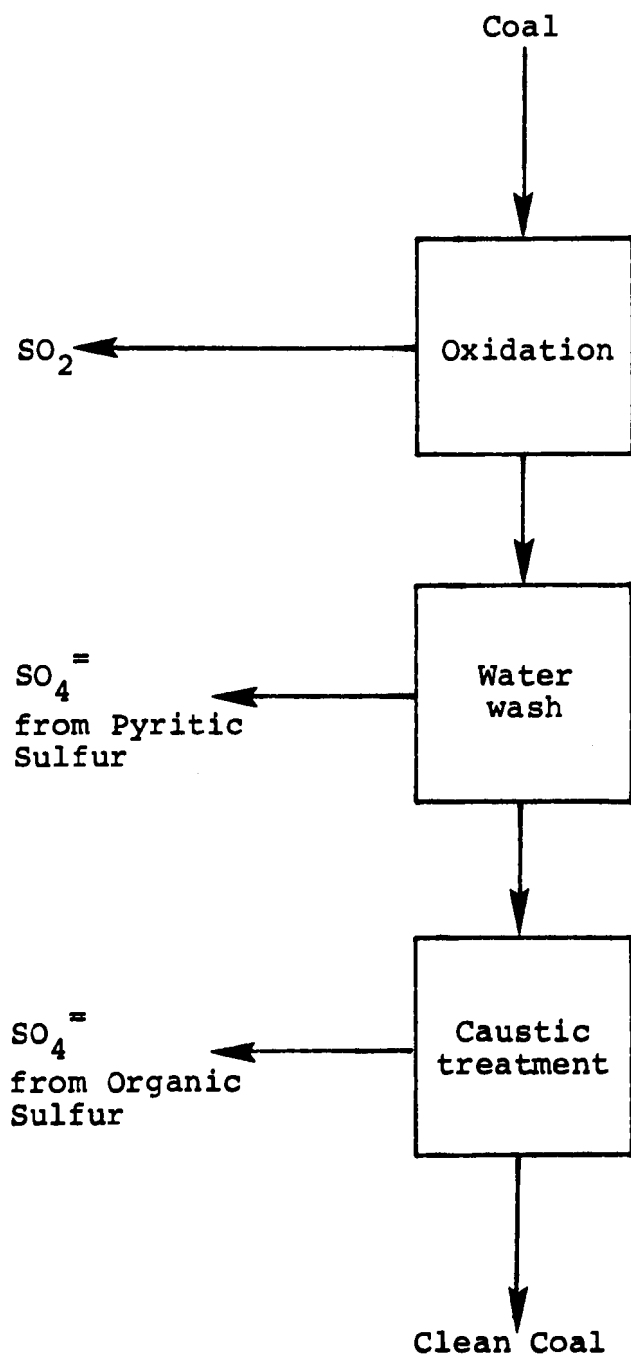 Coal
SO2
Oxidation
SO4=
from Pyritic
Sulfur
Water
wash
SO4=
from Organic
Sulfur
Caustic
treatment
Clean Coal